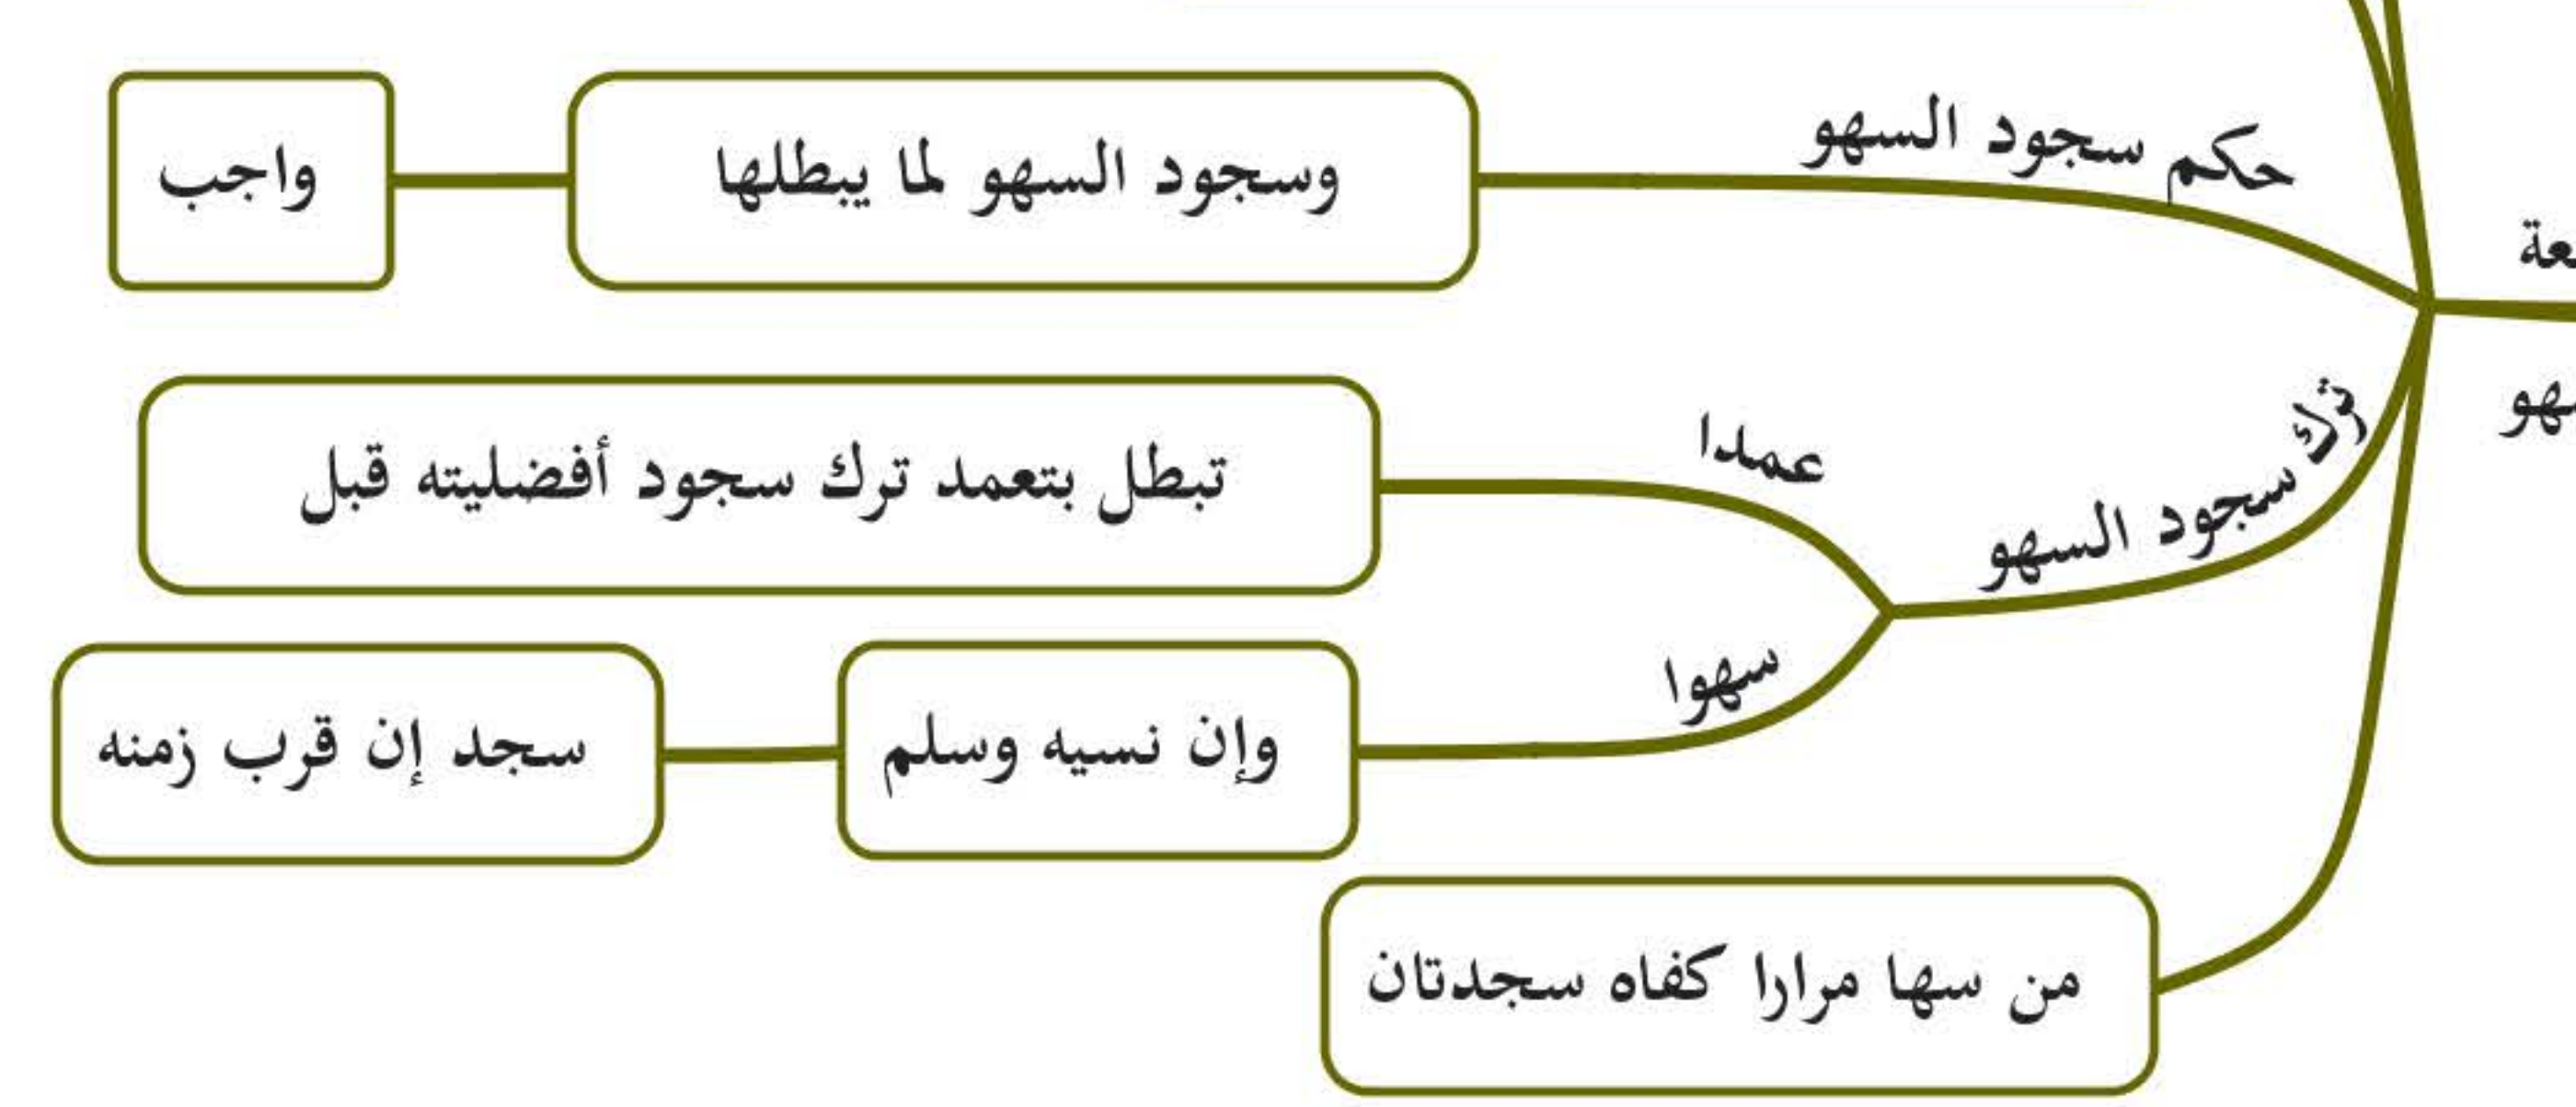 حكم سجود السهو
وسجود السهو لما يبطلها
واجب
ترك سجود السهو
عمدا
تبطل بتعمد ترك سجود أفضليته قبل
سهوا
وإن نسيه وسلم
سجد إن قرب زمنه
من سها مرارا كفاه سجدتان